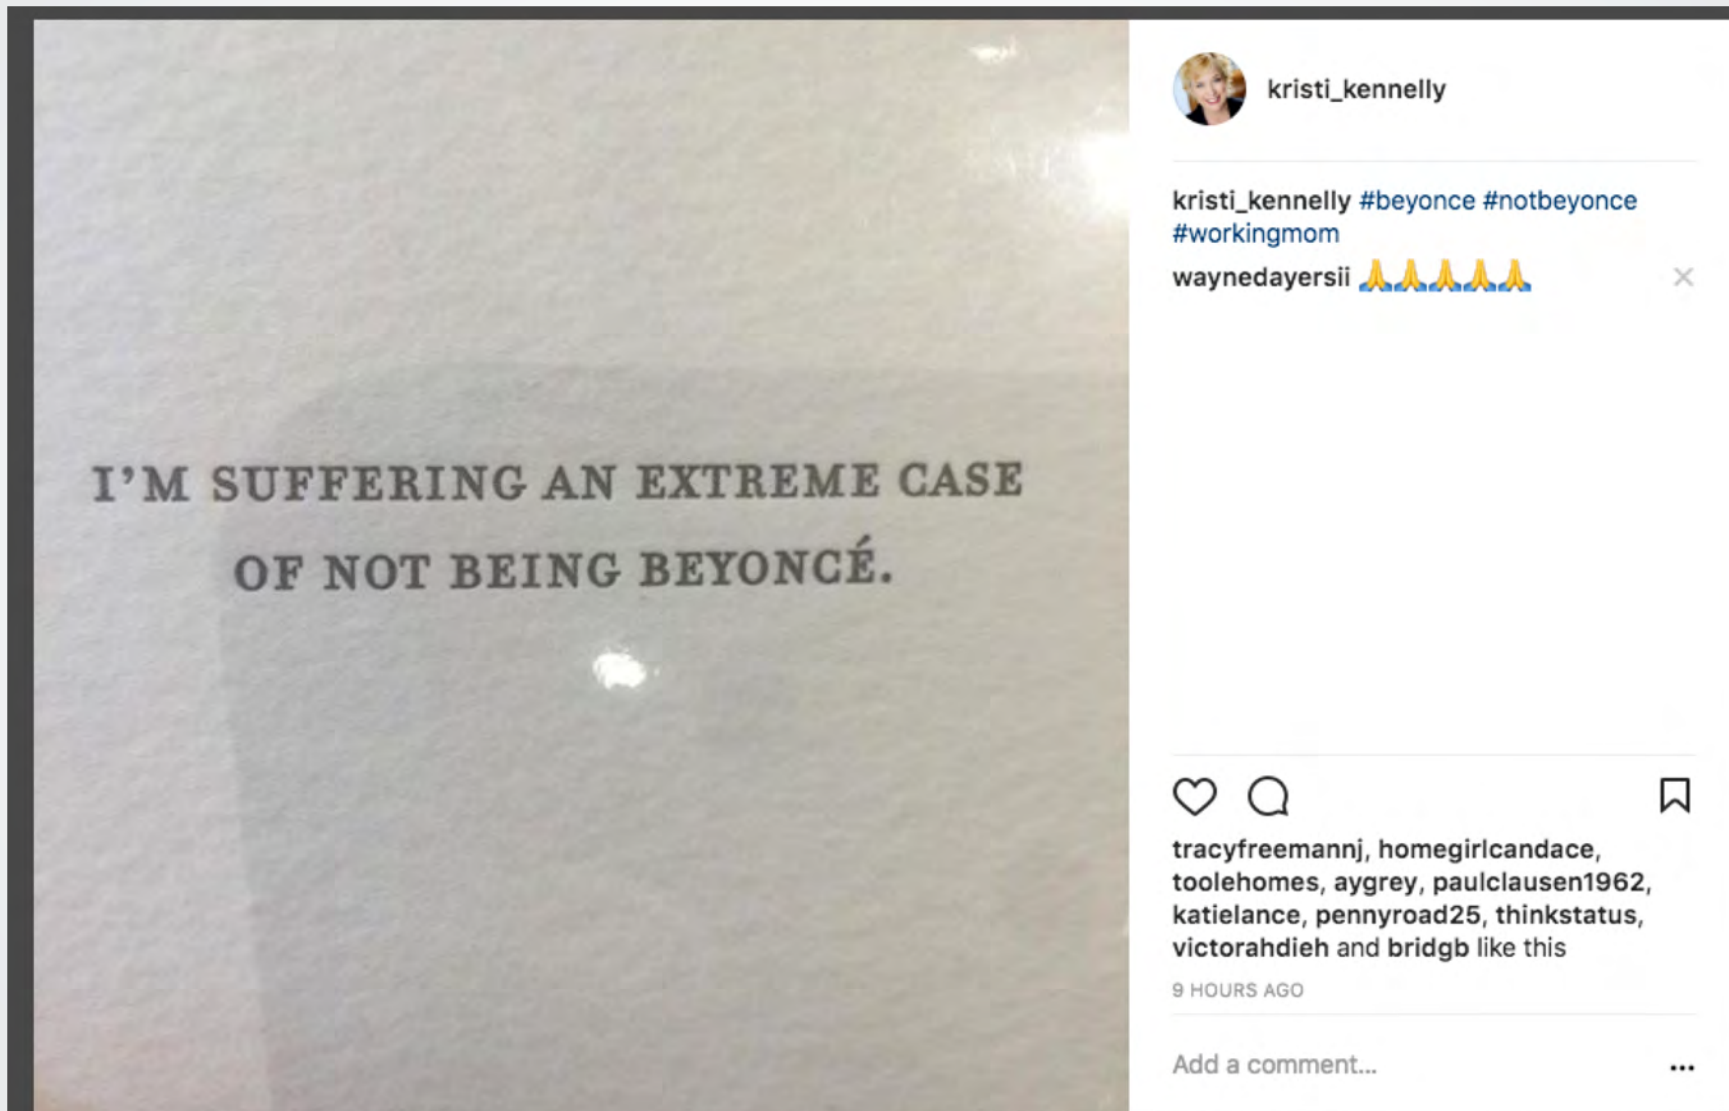 I'M SUFFERING AN EXTREME CASE
OF NOT BEING BEYONCÉ.
kristi_kennelly
kristi_kennelly #beyonce #notbeyonce
#workingmom
waynedayersii 🙏🙏🙏🙏🙏
tracyfreemannj, homegirlcandace,
toolehomes, aygrey, paulclausen1962,
katielance, pennyroad25, thinkstatus,
victorahdieh and bridgb like this
9 HOURS AGO
Add a comment...